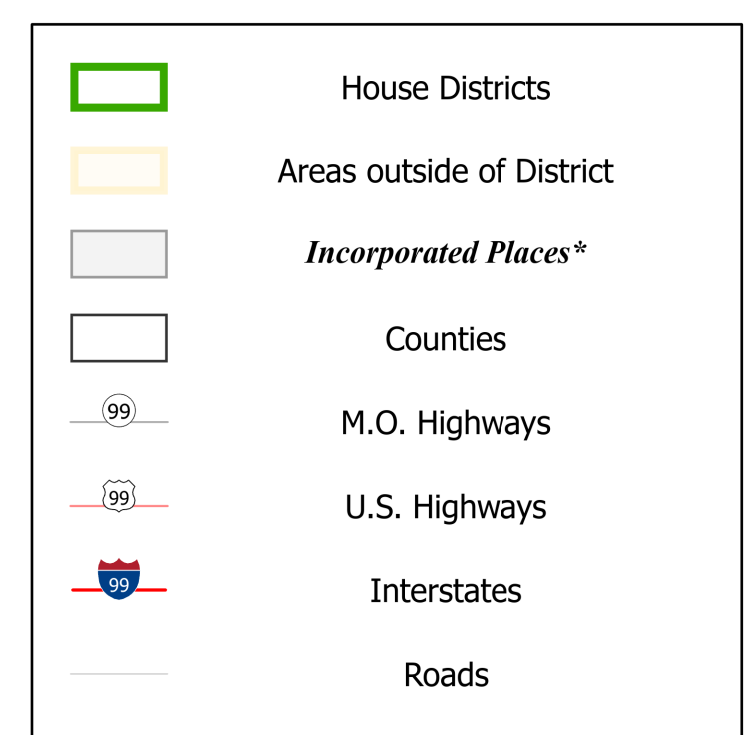 House Districts
Areas outside of District
Incorporated Places*
Counties
99
M.O. Highways
99
U.S. Highways
99
Interstates
Roads